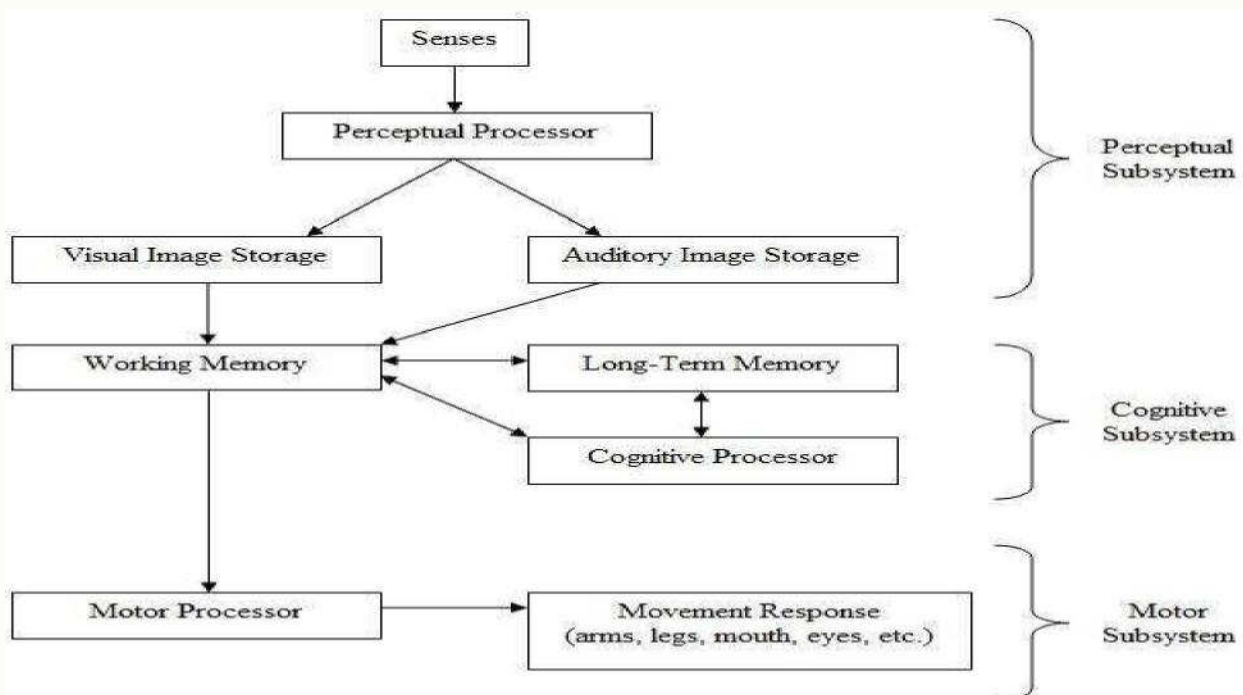 Senses
Perceptual Processor
Perceptual
Subsystem
Visual Image Storage
Auditory Image Storage
Working Memory
Long-Term Memory
Cognitive
Subsystem
Cognitive Processor
Motor Processor
Movement Response
(arms, legs, mouth, eyes, etc.)
Motor
Subsystem